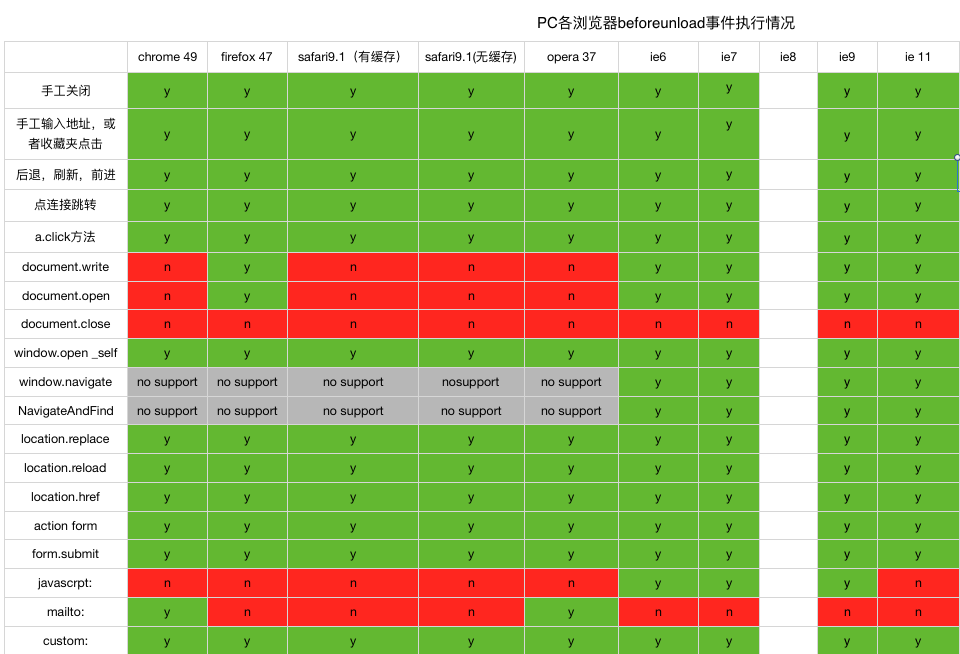 PC各浏览器beforeunload事件执行情况
chrome 49 firefox 47 safari9.1（有缓存） safari9.1(无缓存) opera 37 ie6 ie7 ie8 ie9 ie 11
手工关闭 y y y y y y y y y
手工输入地址，或
者收藏夹点击 y y y y y y y y y
后退，刷新，前进 y y y y y y y y y
点连接跳转 y y y y y y y y y
a.click方法 y y y y y y y y y
document.write n y n n n y y y y
document.open n y n n n y y y y
document.close n n n n n n n n n
window.open _self y y y y y y y y y
window.navigate no support no support no support nosupport no support y y y y
NavigateAndFind no support no support no support no support no support y y y y
location.replace y y y y y y y y y
location.reload y y y y y y y y y
location.href y y y y y y y y y
action form y y y y y y y y y
form.submit y y y y y y y y y
javascrpt: n n n n n y y y n
mailto: y n n n y n n n n
custom: y y y y y y y y y